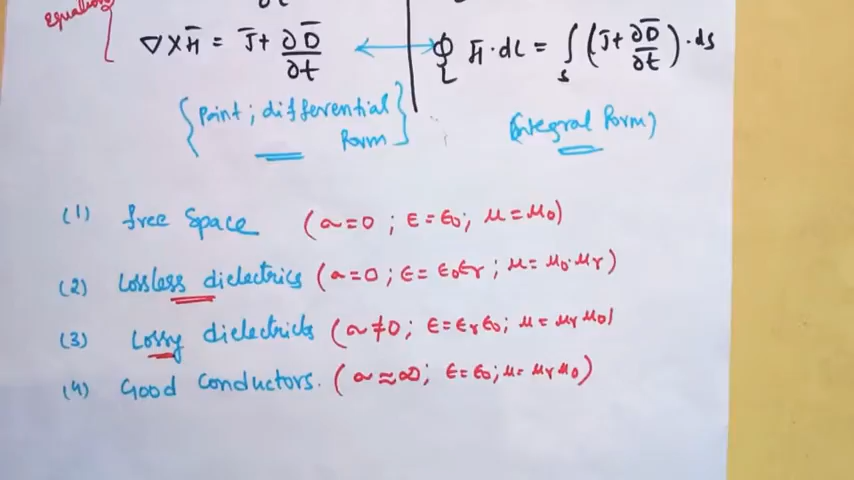 Equations
∂t
∇×H̄ = J̄ + ∂D̄/∂t
∮L H̄·dL = ∫s (J̄ + ∂D̄/∂t)·ds
{Point; differential Form}
(Integral Form)
(1) free space (σ=0; ε=ε0; μ=μ0)
(2) Lossless dielectrics (σ=0; ε=ε0εr; μ=μ0·μr)
(3) Lossy dielectrics (σ≠0; ε=εrε0; μ=μrμ0)
(4) Good conductors. (σ≈∞; ε=ε0; μ=μrμ0)